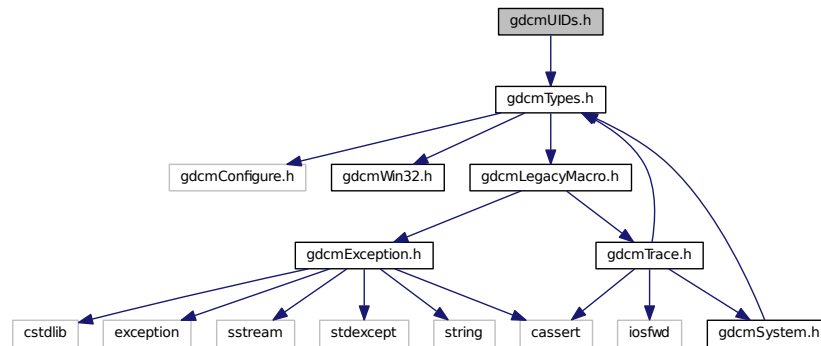 gdcmUIDs.h
gdcmTypes.h
gdcmConfigure.h
gdcmWin32.h
gdcmLegacyMacro.h
gdcmException.h
gdcmTrace.h
cstdlib
exception
sstream
stdexcept
string
cassert
iosfwd
gdcmSystem.h